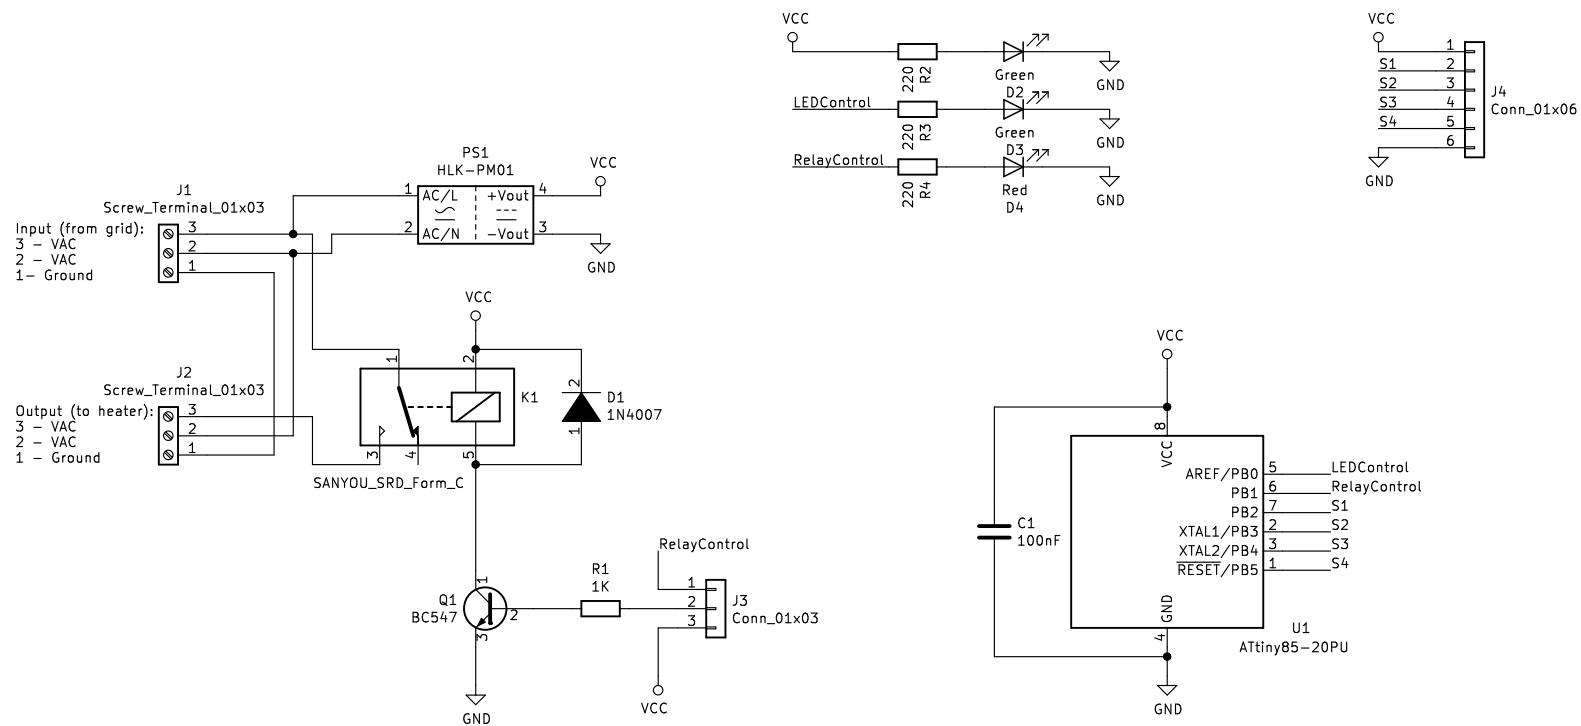 PS1
HLK-PM01
1
AC/L
+Vout
4
VCC
2
AC/N
-Vout
3
GND
J1
Screw_Terminal_01x03
Input (from grid):
3 - VAC
2 - VAC
1- Ground
3
2
1
J2
Screw_Terminal_01x03
Output (to heater):
3 - VAC
2 - VAC
1 - Ground
3
2
1
VCC
1
2
K1
3
4
5
SANYOU_SRD_Form_C
2
D1
1N4007
1
RelayControl
Q1
BC547
1
2
3
GND
R1
1K
1
2
3
J3
Conn_01x03
VCC
VCC
220
R2
Green
D2
GND
LEDControl
220
R3
Green
D3
GND
RelayControl
220
R4
Red
D4
GND
VCC
1
S1
2
S2
3
S3
4
S4
5
6
GND
J4
Conn_01x06
VCC
8
VCC
C1
100nF
AREF/PB0
5
LEDControl
PB1
6
RelayControl
PB2
7
S1
XTAL1/PB3
2
S2
XTAL2/PB4
3
S3
RESET/PB5
1
S4
GND
4
U1
ATtiny85-20PU
GND